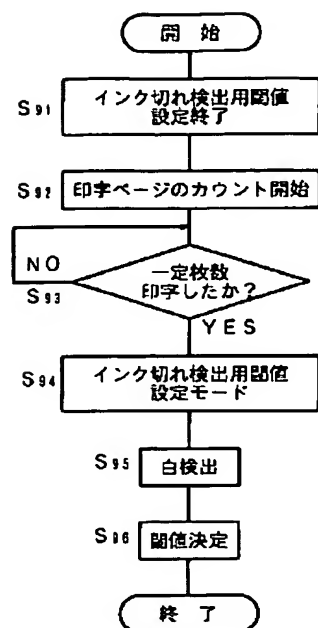 開 始
S91
インク切れ検出用閾値
設定終了
S92
印字ページのカウント開始
NO
S93
一定枚数
印字したか？
YES
S94
インク切れ検出用閾値
設定モード
S95
白検出
S96
閾値決定
終 了